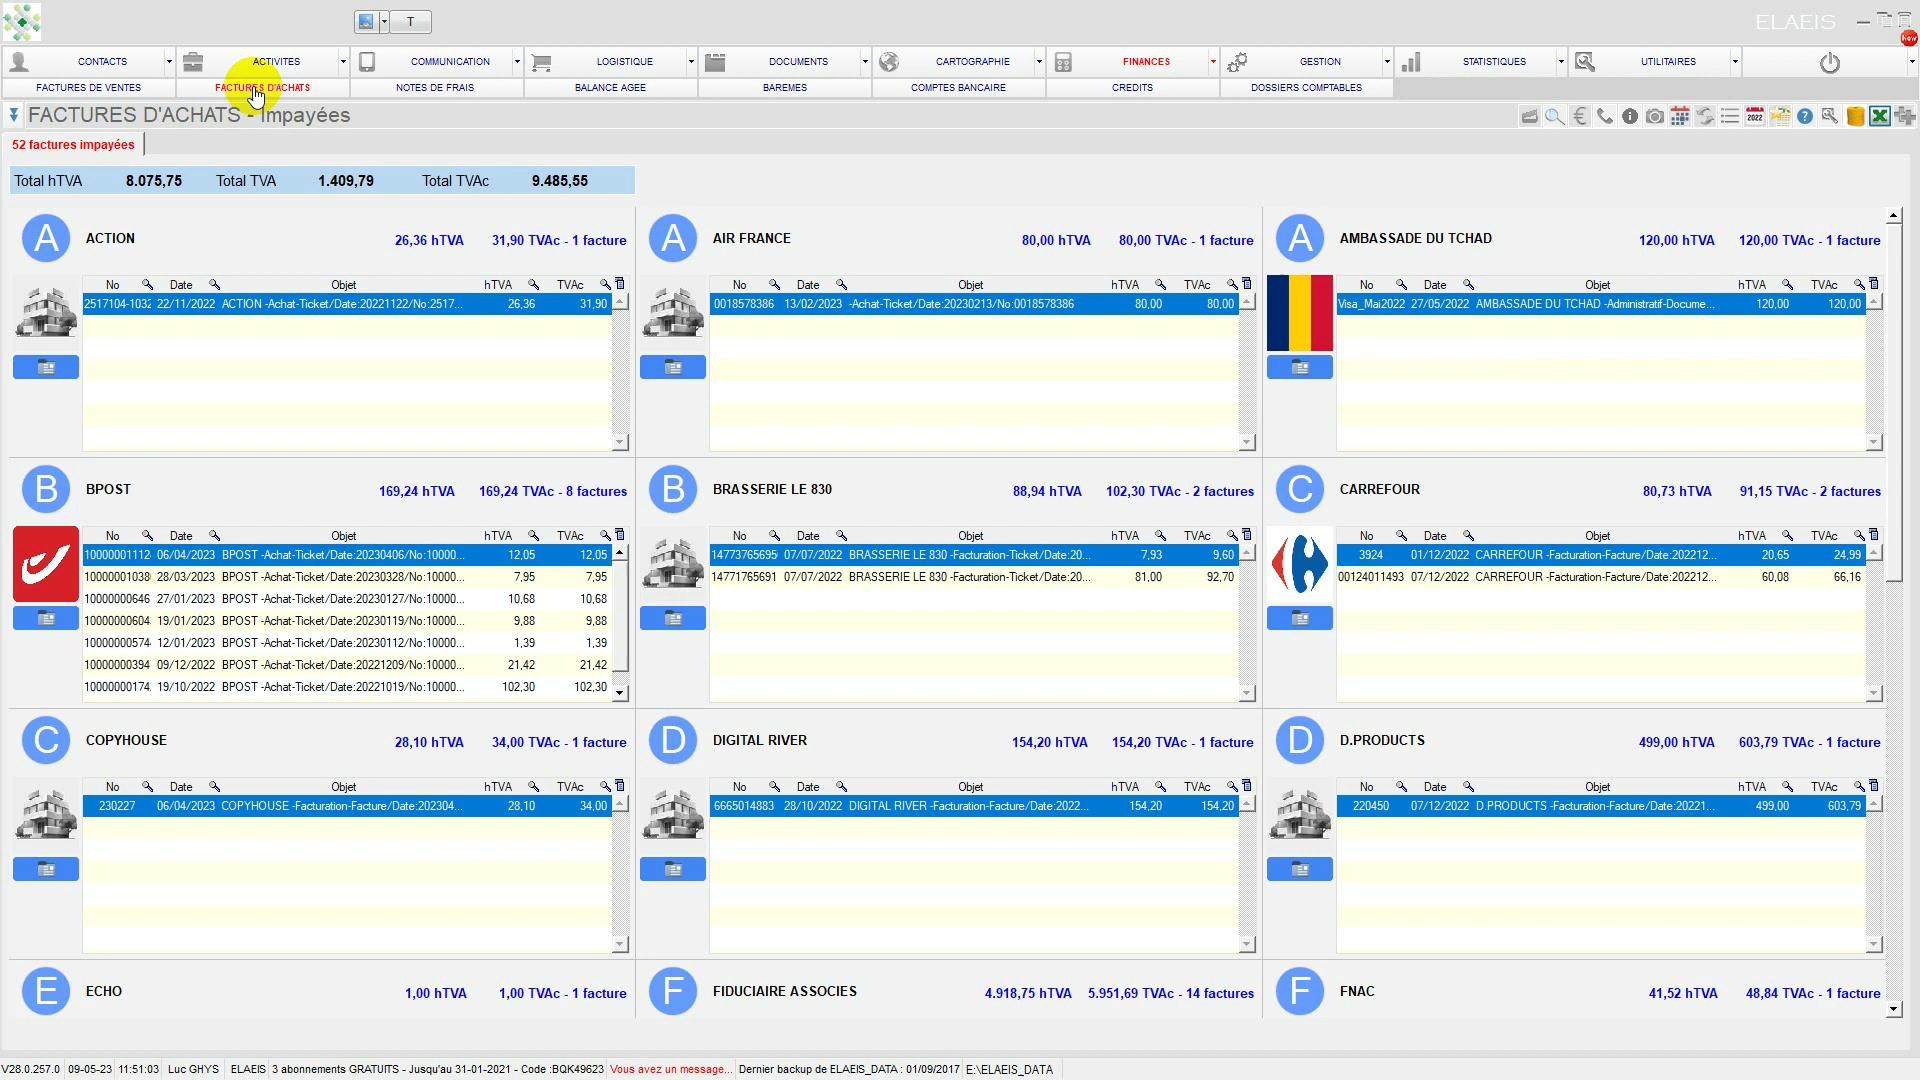 T
ELAEIS
New
CONTACTS ACTIVITES COMMUNICATION LOGISTIQUE DOCUMENTS CARTOGRAPHIE FINANCES GESTION STATISTIQUES UTILITAIRES
FACTURES DE VENTES FACTURES D'ACHATS NOTES DE FRAIS BALANCE AGEE BAREMES COMPTES BANCAIRE CREDITS DOSSIERS COMPTABLES
FACTURES D'ACHATS - Impayées
2022
52 factures impayées
Total hTVA 8.075,75 Total TVA 1.409,79 Total TVAc 9.485,55
A ACTION 26,36 hTVA 31,90 TVAc - 1 facture
No Date Objet hTVA TVAc
2517104-1032 22/11/2022 ACTION -Achat-Ticket/Date:20221122/No:2517... 26,36 31,90
A AIR FRANCE 80,00 hTVA 80,00 TVAc - 1 facture
No Date Objet hTVA TVAc
0018578386 13/02/2023 -Achat-Ticket/Date:20230213/No:0018578386 80,00 80,00
A AMBASSADE DU TCHAD 120,00 hTVA 120,00 TVAc - 1 facture
No Date Objet hTVA TVAc
Visa_Mai2022 27/05/2022 AMBASSADE DU TCHAD -Administratif-Docume... 120,00 120,00
B BPOST 169,24 hTVA 169,24 TVAc - 8 factures
No Date Objet hTVA TVAc
10000001112 06/04/2023 BPOST -Achat-Ticket/Date:20230406/No:10000... 12,05 12,05
10000001038 28/03/2023 BPOST -Achat-Ticket/Date:20230328/No:10000... 7,95 7,95
10000000646 27/01/2023 BPOST -Achat-Ticket/Date:20230127/No:10000... 10,68 10,68
10000000604 19/01/2023 BPOST -Achat-Ticket/Date:20230119/No:10000... 9,88 9,88
10000000574 12/01/2023 BPOST -Achat-Ticket/Date:20230112/No:10000... 1,39 1,39
10000000394 09/12/2022 BPOST -Achat-Ticket/Date:20221209/No:10000... 21,42 21,42
10000000174 19/10/2022 BPOST -Achat-Ticket/Date:20221019/No:10000... 102,30 102,30
B BRASSERIE LE 830 88,94 hTVA 102,30 TVAc - 2 factures
No Date Objet hTVA TVAc
14773765695 07/07/2022 BRASSERIE LE 830 -Facturation-Ticket/Date:20... 7,93 9,60
14771765691 07/07/2022 BRASSERIE LE 830 -Facturation-Ticket/Date:20... 81,00 92,70
C CARREFOUR 80,73 hTVA 91,15 TVAc - 2 factures
No Date Objet hTVA TVAc
3924 01/12/2022 CARREFOUR -Facturation-Facture/Date:202212... 20,65 24,99
00124011493 07/12/2022 CARREFOUR -Facturation-Facture/Date:202212... 60,08 66,16
C COPYHOUSE 28,10 hTVA 34,00 TVAc - 1 facture
No Date Objet hTVA TVAc
230227 06/04/2023 COPYHOUSE -Facturation-Facture/Date:202304... 28,10 34,00
D DIGITAL RIVER 154,20 hTVA 154,20 TVAc - 1 facture
No Date Objet hTVA TVAc
6665014883 28/10/2022 DIGITAL RIVER -Facturation-Facture/Date:2022... 154,20 154,20
D D.PRODUCTS 499,00 hTVA 603,79 TVAc - 1 facture
No Date Objet hTVA TVAc
220450 07/12/2022 D.PRODUCTS -Facturation-Facture/Date:20221... 499,00 603,79
E ECHO 1,00 hTVA 1,00 TVAc - 1 facture
F FIDUCIAIRE ASSOCIES 4.918,75 hTVA 5.951,69 TVAc - 14 factures
F FNAC 41,52 hTVA 48,84 TVAc - 1 facture
V28.0.257.0 09-05-23 11:51:03 Luc GHYS ELAEIS 3 abonnements GRATUITS - Jusqu'au 31-01-2021 - Code :BQK49623 Vous avez un message... Dernier backup de ELAEIS_DATA : 01/09/2017 E:\ELAEIS_DATA